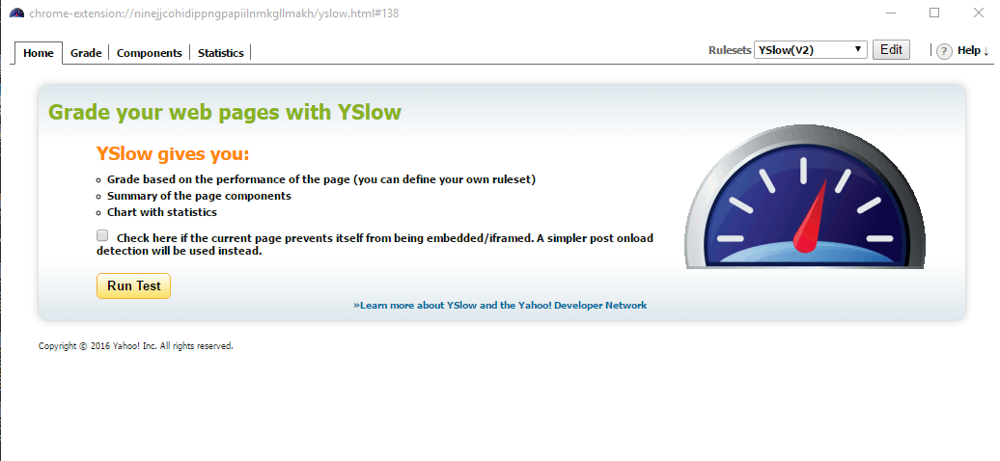 chrome-extension://ninejjcohidippngpapiilnmkgllmakh/yslow.html#138
Home Grade Components Statistics Rulesets YSlow(V2) Edit ? Help ↓
Grade your web pages with YSlow
YSlow gives you:
Grade based on the performance of the page (you can define your own ruleset)
Summary of the page components
Chart with statistics
Check here if the current page prevents itself from being embedded/iframed. A simpler post onload
detection will be used instead.
Run Test
»Learn more about YSlow and the Yahoo! Developer Network
Copyright © 2016 Yahoo! Inc. All rights reserved.